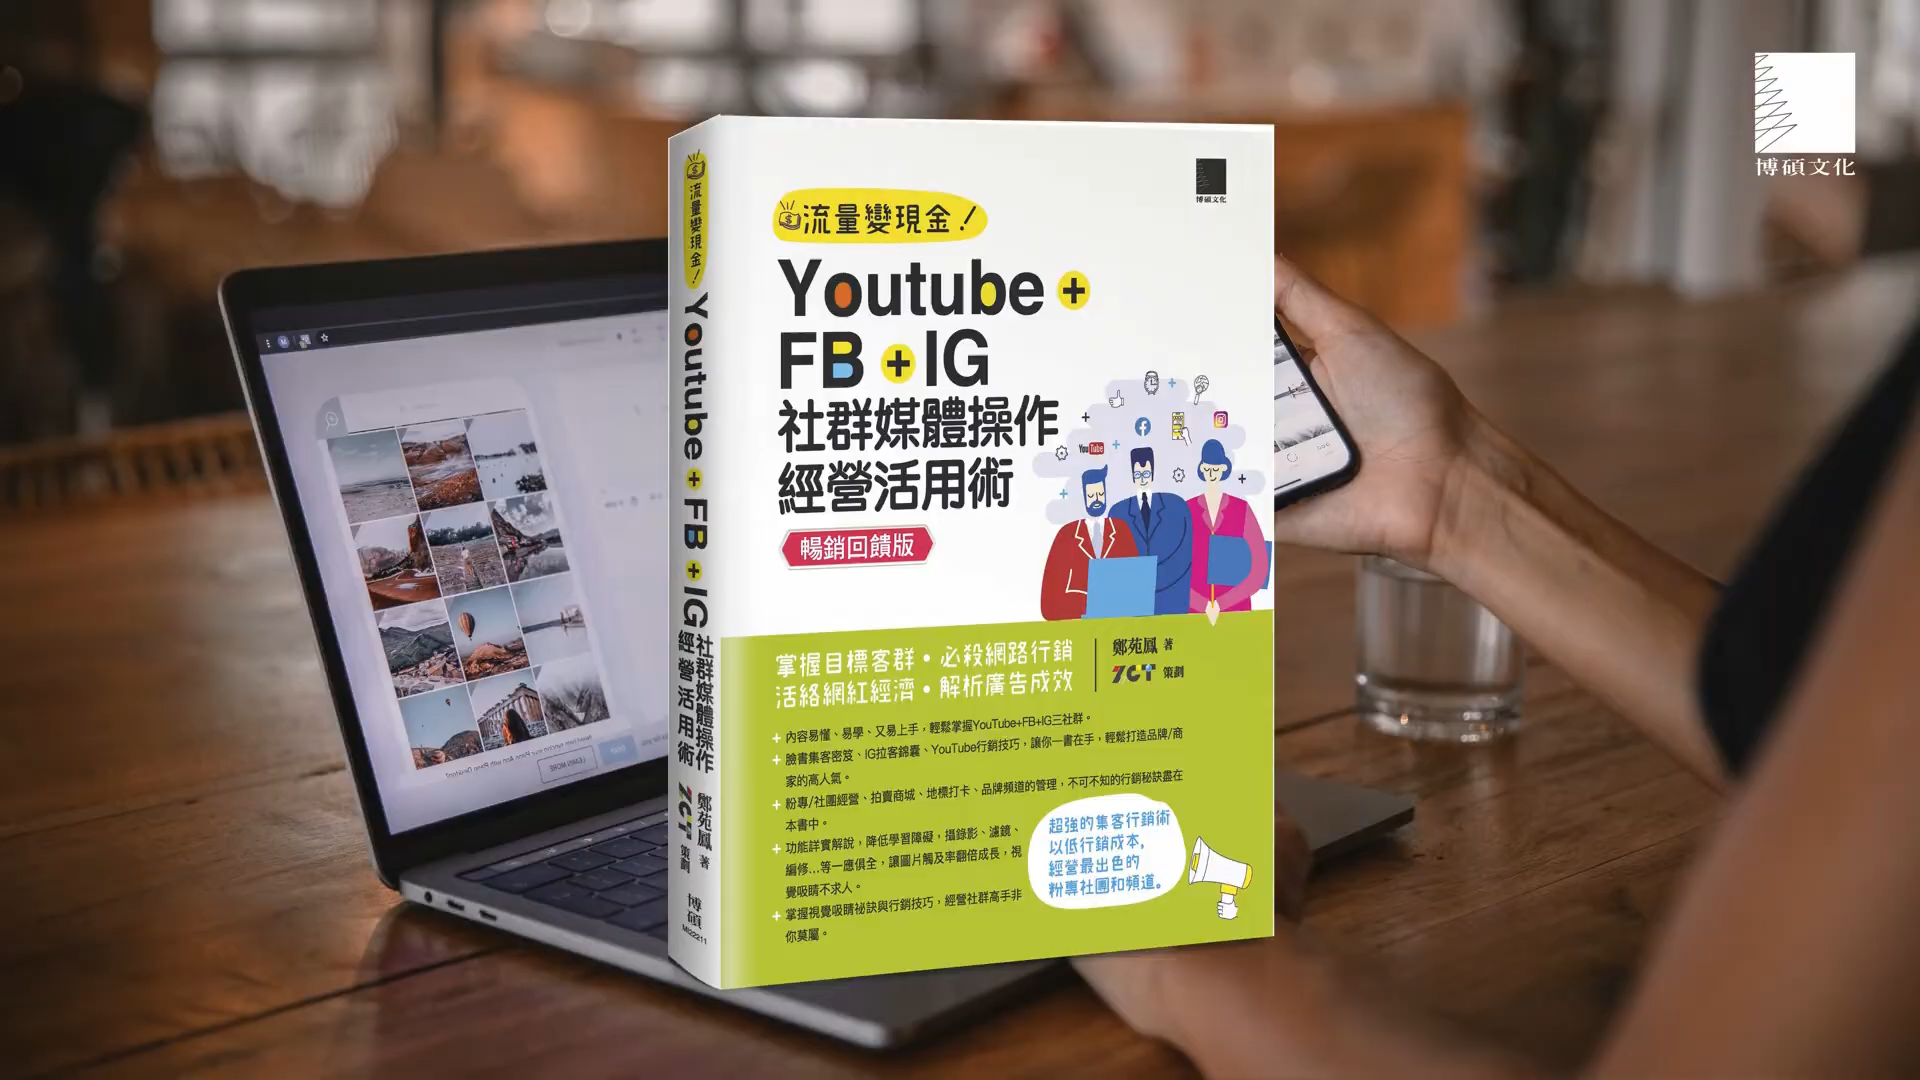 博碩文化
博碩文化
流量變現金!
Youtube+
FB+IG
社群媒體操作
經營活用術
暢銷回饋版
YouTube
掌握目標客群•必殺網路行銷
活絡網紅經濟•解析廣告成效
鄭苑鳳 著
ZCT 策劃
+ 內容易懂、易學、又易上手,輕鬆掌握YouTube+FB+IG三社群。
+ 臉書集客密笈、IG拉客錦囊、YouTube行銷技巧,讓你一書在手,輕鬆打造品牌/商
家的高人氣。
+ 粉專/社團經營、拍賣商城、地標打卡、品牌頻道的管理,不可不知的行銷秘訣盡在
本書中。
+ 功能詳實解說,降低學習障礙,攝錄影、濾鏡、
編修...等一應俱全,讓圖片觸及率翻倍成長,視
覺吸睛不求人。
+ 掌握視覺吸睛祕訣與行銷技巧,經營社群高手非
你莫屬。
超強的集客行銷術
以低行銷成本,
經營最出色的
粉專社團和頻道。
流量變現金!
Youtube+FB+IG
社群媒體操作
經營活用術
鄭苑鳳 著
ZCT 策劃
博碩
MI22211
LEARN MORE